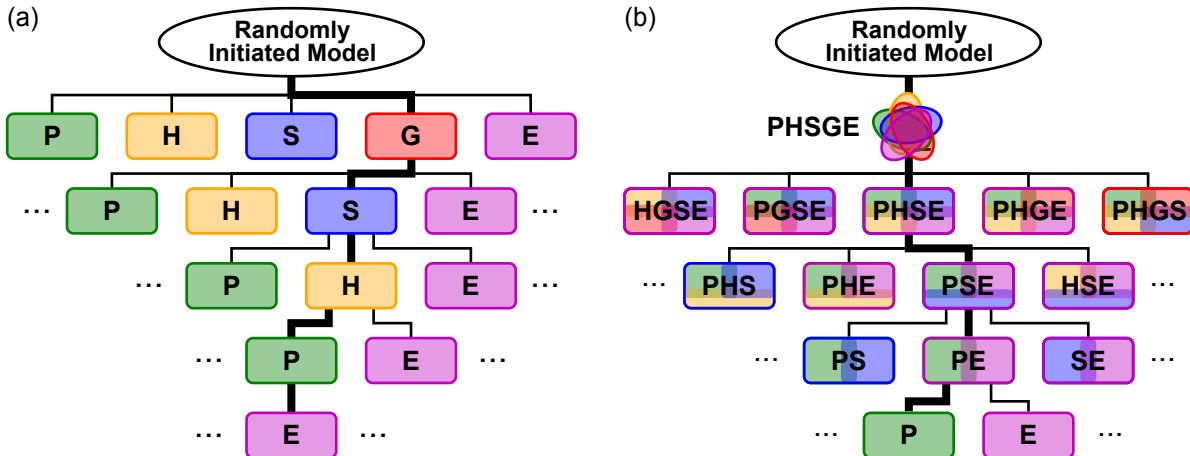 (a)
Randomly
Initiated Model
P H S G E
... P H S E ...
... P H E ...
... P E ...
... E ...
(b)
Randomly
Initiated Model
PHSGE
HGSE PGSE PHSE PHGE PHGS
... PHS PHE PSE HSE ...
... PS PE SE ...
... P E ...